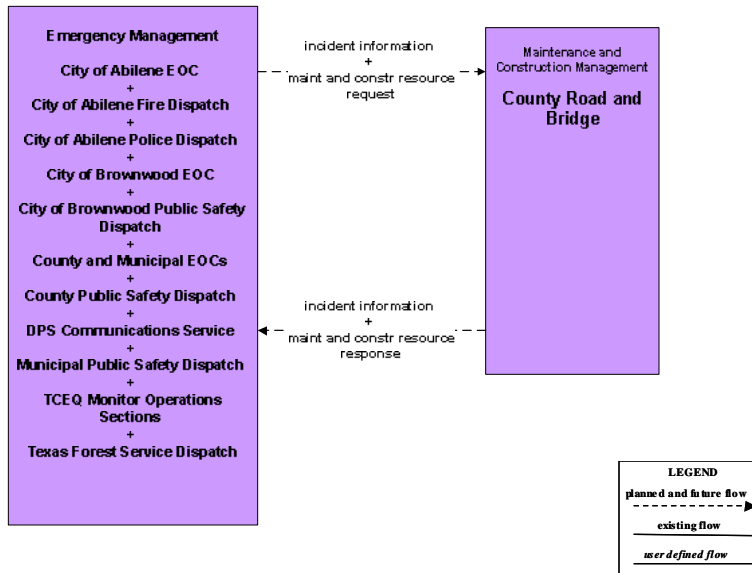 Emergency Management
City of Abilene EOC
+
City of Abilene Fire Dispatch
+
City of Abilene Police Dispatch
+
City of Brownwood EOC
+
City of Brownwood Public Safety
Dispatch
+
County and Municipal EOCs
+
County Public Safety Dispatch
+
DPS Communications Service
+
Municipal Public Safety Dispatch
+
TCEQ Monitor Operations
Sections
+
Texas Forest Service Dispatch
incident information
+
maint and constr resource
request
incident information
+
maint and constr resource
response
Maintenance and
Construction Management
County Road and
Bridge
LEGEND
planned and future flow
existing flow
user defined flow